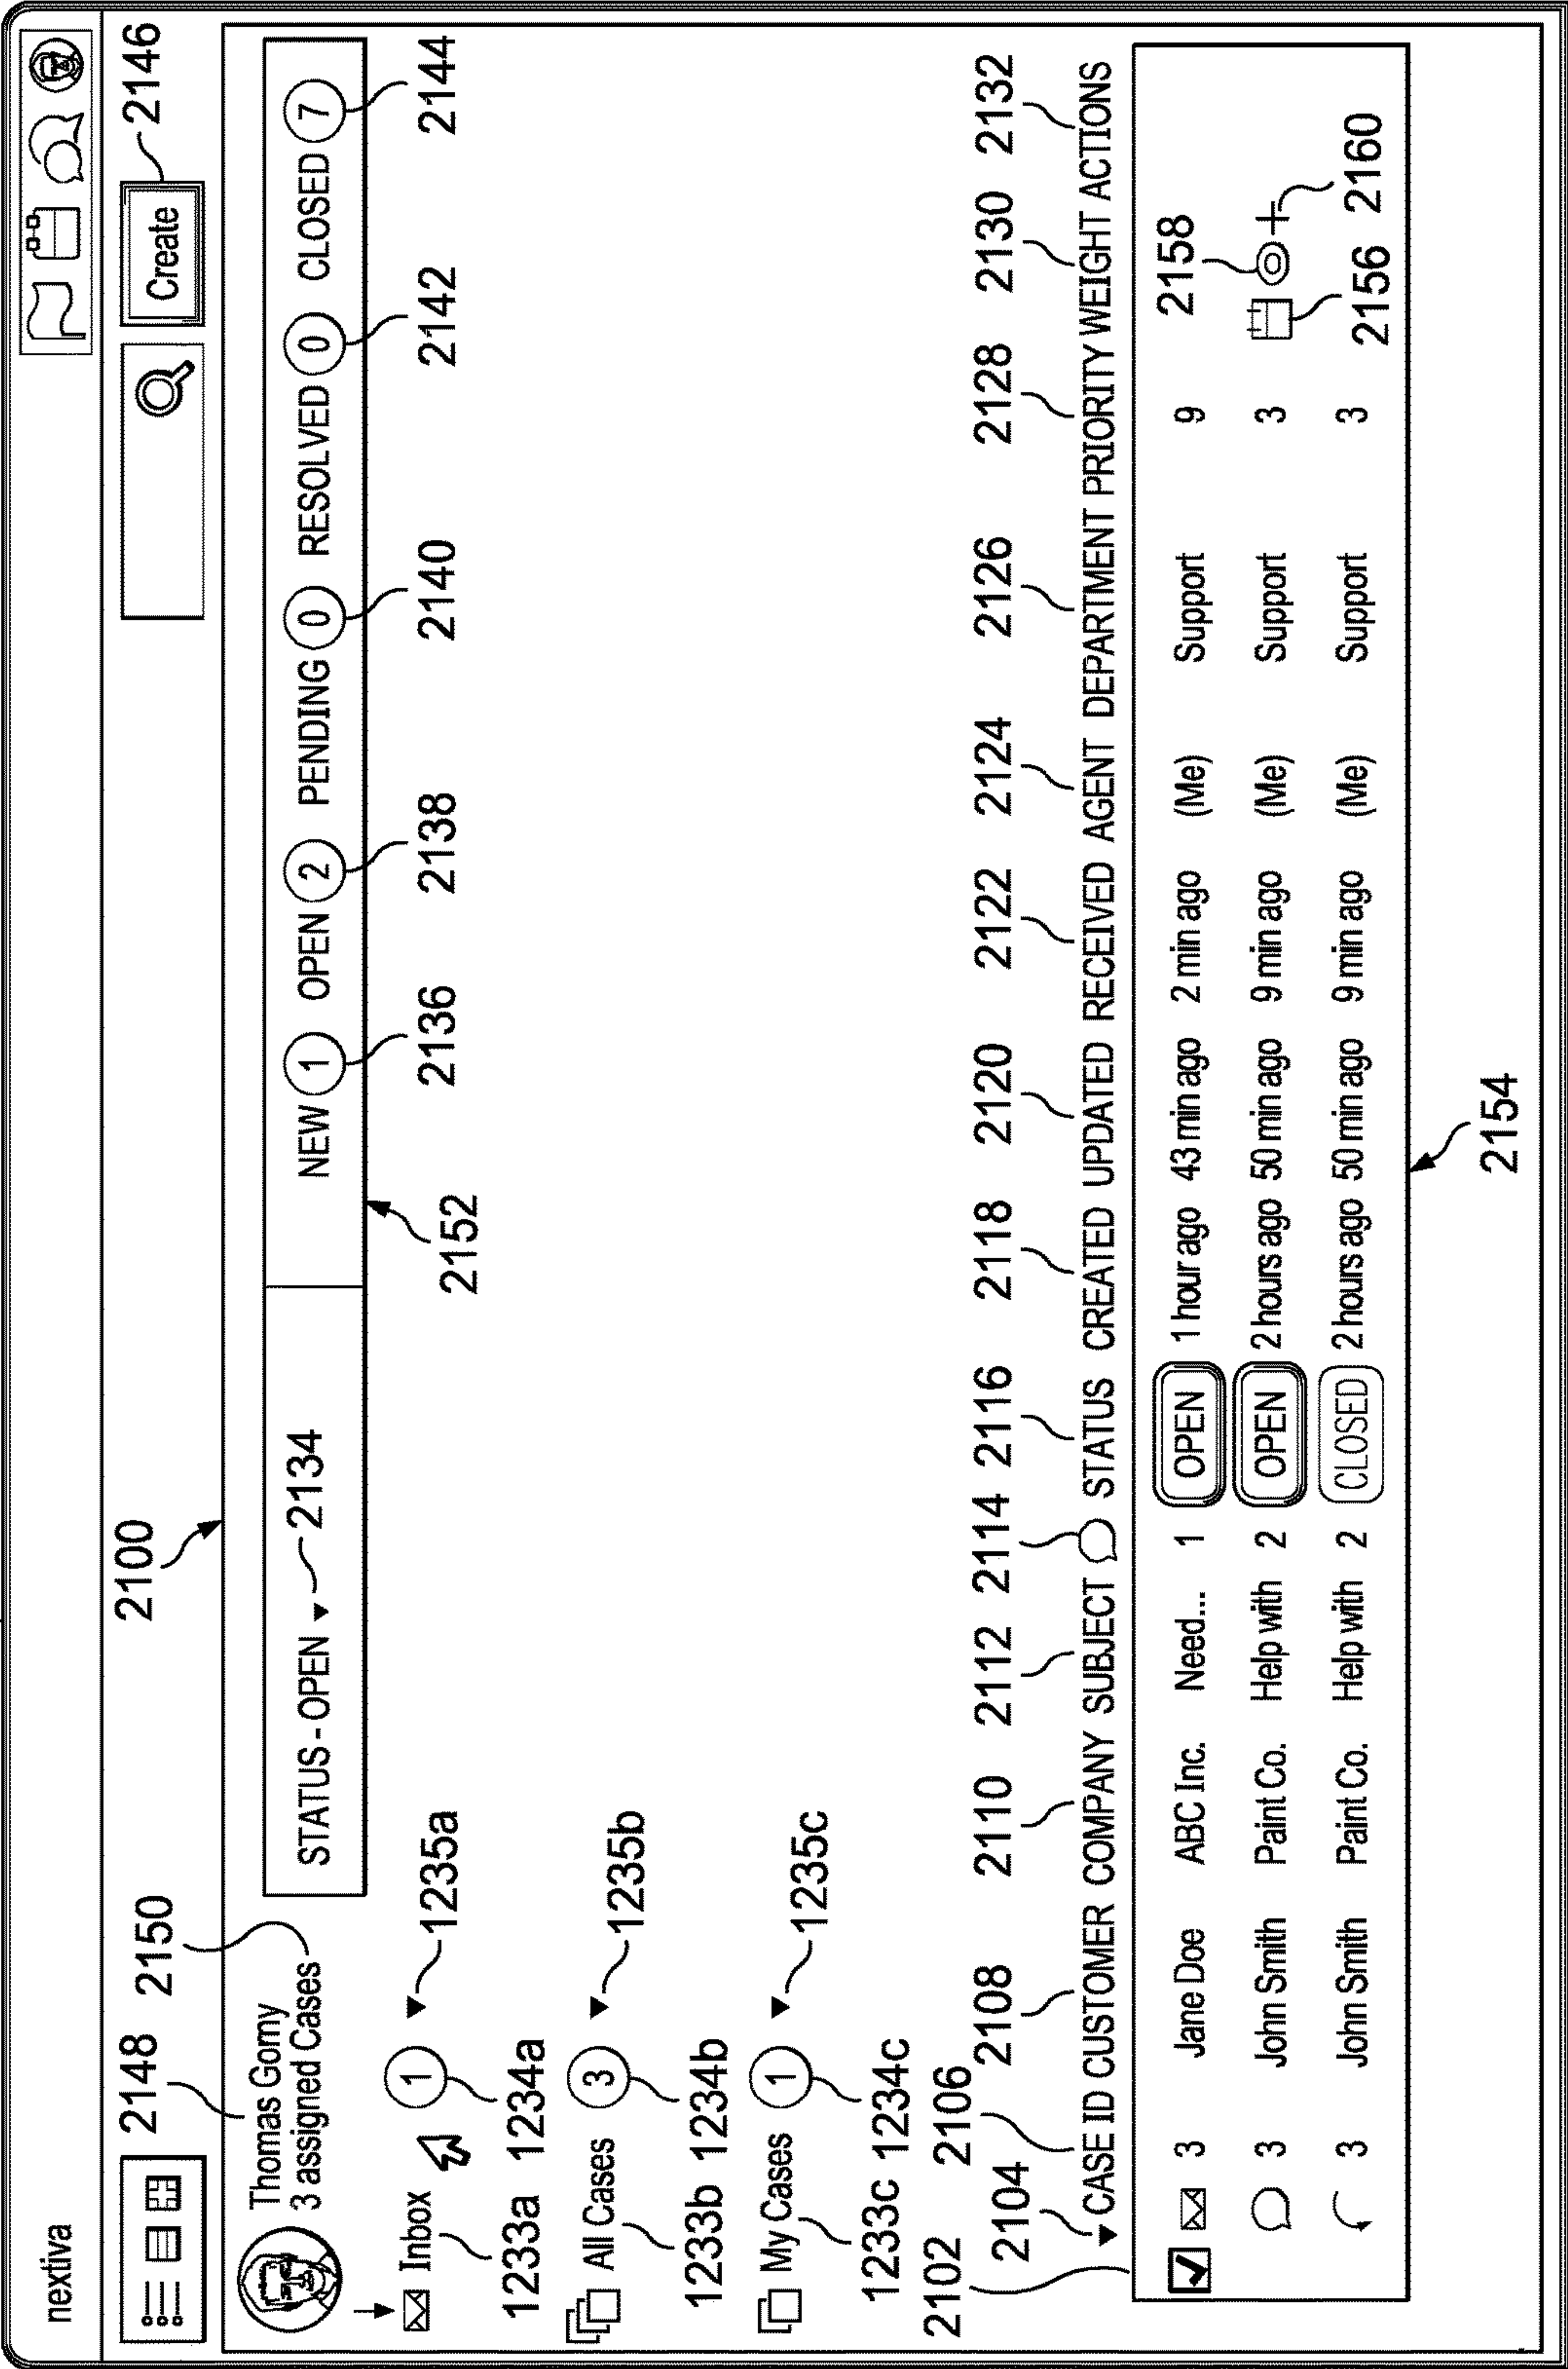 nextiva
2100
2146
Create
2148
2150
Thomas Gorny
3 assigned Cases
STATUS - OPEN 2134
NEW 1 OPEN 2 PENDING 0 RESOLVED 0 CLOSED 7
2152 2136 2138 2140 2142 2144
Inbox 1 1235a
1233a 1234a
All Cases 3 1235b
1233b 1234b
My Cases 1 1235c
1233c 1234c
2102 2104 2106 2108 2110 2112 2114 2116 2118 2120 2122 2124 2126 2128 2130 2132
CASE ID CUSTOMER COMPANY SUBJECT STATUS CREATED UPDATED RECEIVED AGENT DEPARTMENT PRIORITY WEIGHT ACTIONS
3 Jane Doe ABC Inc. Need... 1 OPEN 1 hour ago 43 min ago 2 min ago (Me) Support 9
2158
3 John Smith Paint Co. Help with 2 OPEN 2 hours ago 50 min ago 9 min ago (Me) Support 3
3 John Smith Paint Co. Help with 2 CLOSED 2 hours ago 50 min ago 9 min ago (Me) Support 3
2156 2160
2154